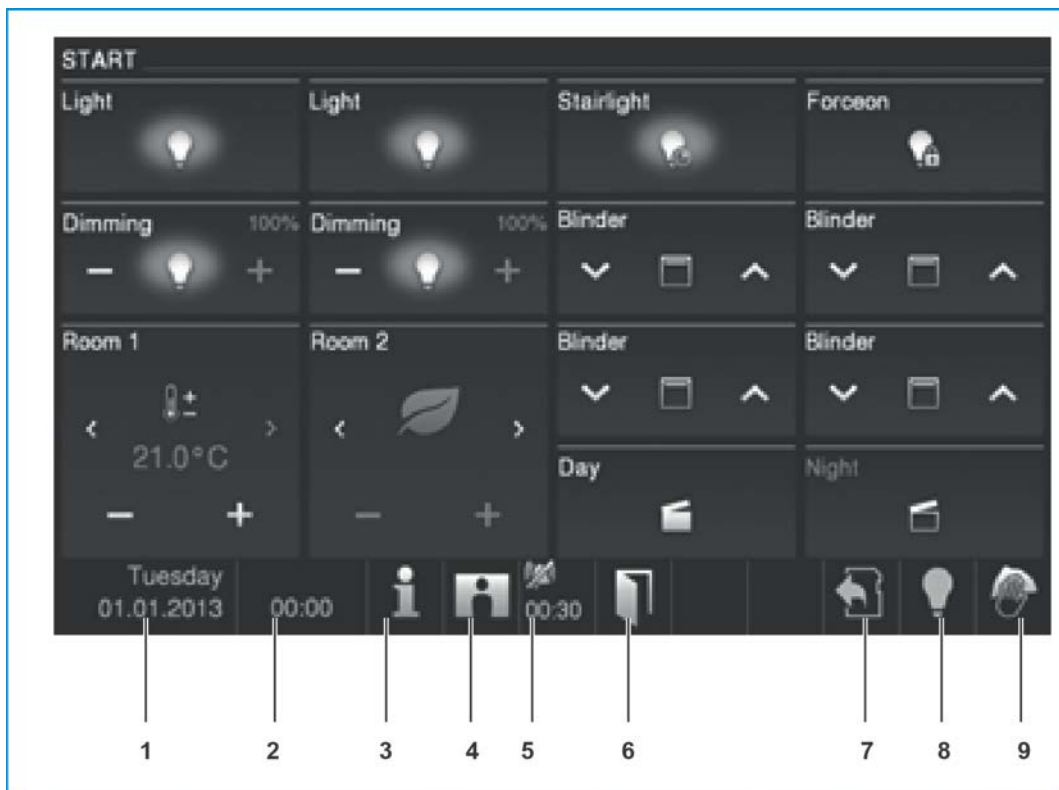 START
Light Light Stairlight Forceon
Dimming 100% Dimming 100% Blinder Blinder
Room 1 Room 2 Blinder Blinder
21.0°C
Day Night
Tuesday
01.01.2013 00:00 00:30
1 2 3 4 5 6 7 8 9